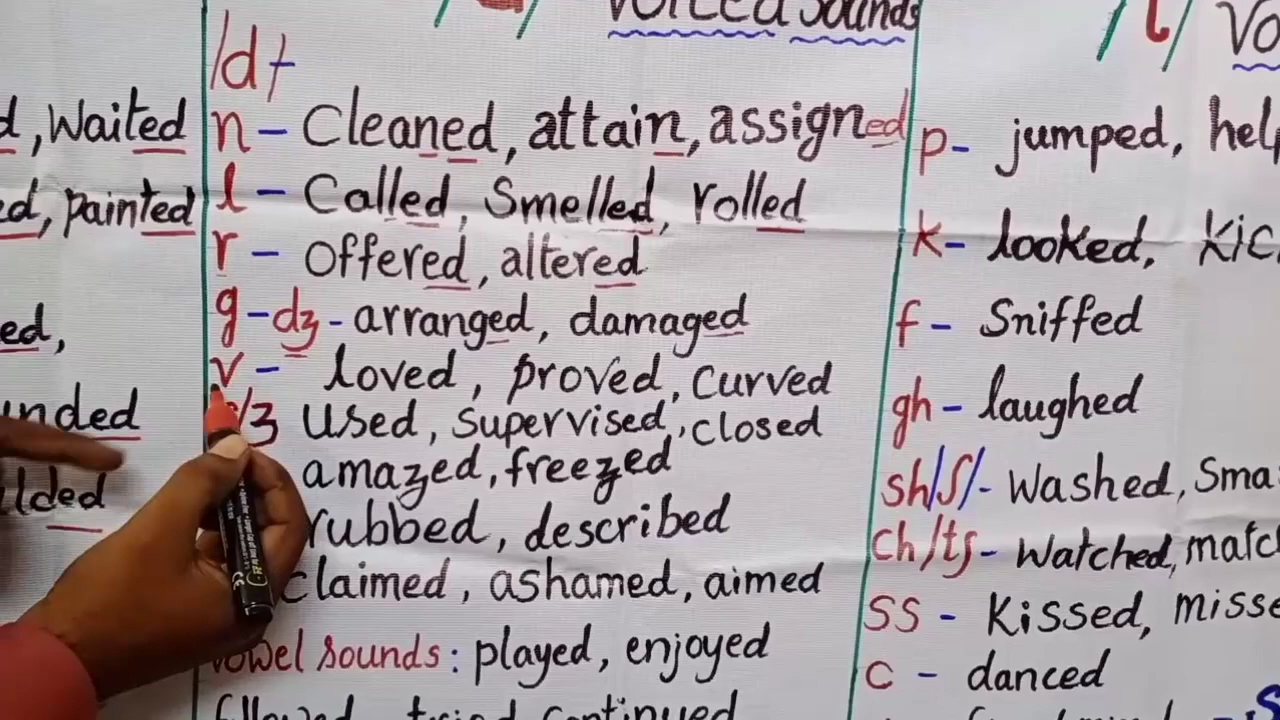 Voiced Sounds
/d/
n - Cleaned, attain, assigned
l - Called, Smelled, rolled
r - offered, altered
g - dʒ - arranged, damaged
v - loved, proved, curved
/ʒ used, supervised, closed
amazed, freezed
rubbed, described
claimed, ashamed, aimed
vowel sounds: played, enjoyed
continued
, waited
, painted
ed,
nded
lded
/t/ Vo
p - jumped, help
k - looked, kic
f - Sniffed
gh - laughed
sh/ʃ/ - washed, Sma
ch/tʃ - watched, matc
SS - Kissed, misse
c - danced